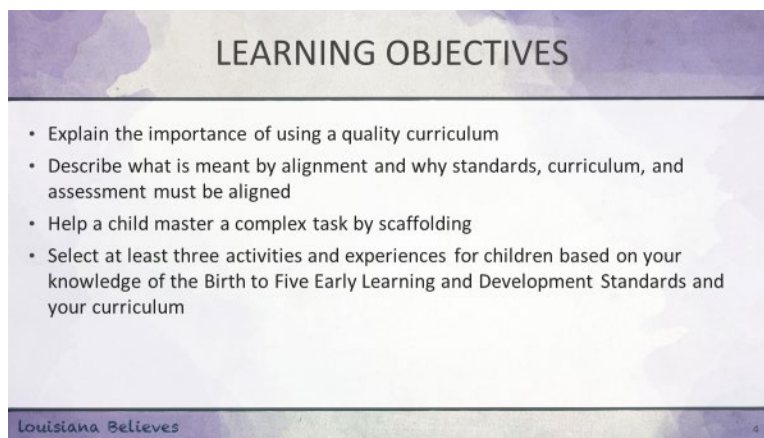 LEARNING OBJECTIVES
• Explain the importance of using a quality curriculum
• Describe what is meant by alignment and why standards, curriculum, and
assessment must be aligned
• Help a child master a complex task by scaffolding
• Select at least three activities and experiences for children based on your
knowledge of the Birth to Five Early Learning and Development Standards and
your curriculum
Louisiana Believes
4